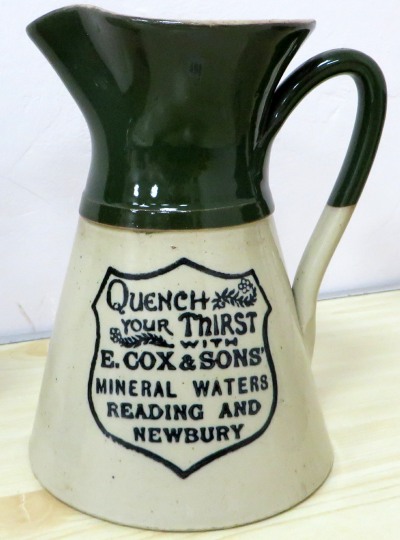 QUENCH
YOUR THIRST
WITH
E. COX & SONS'
MINERAL WATERS
READING AND
NEWBURY